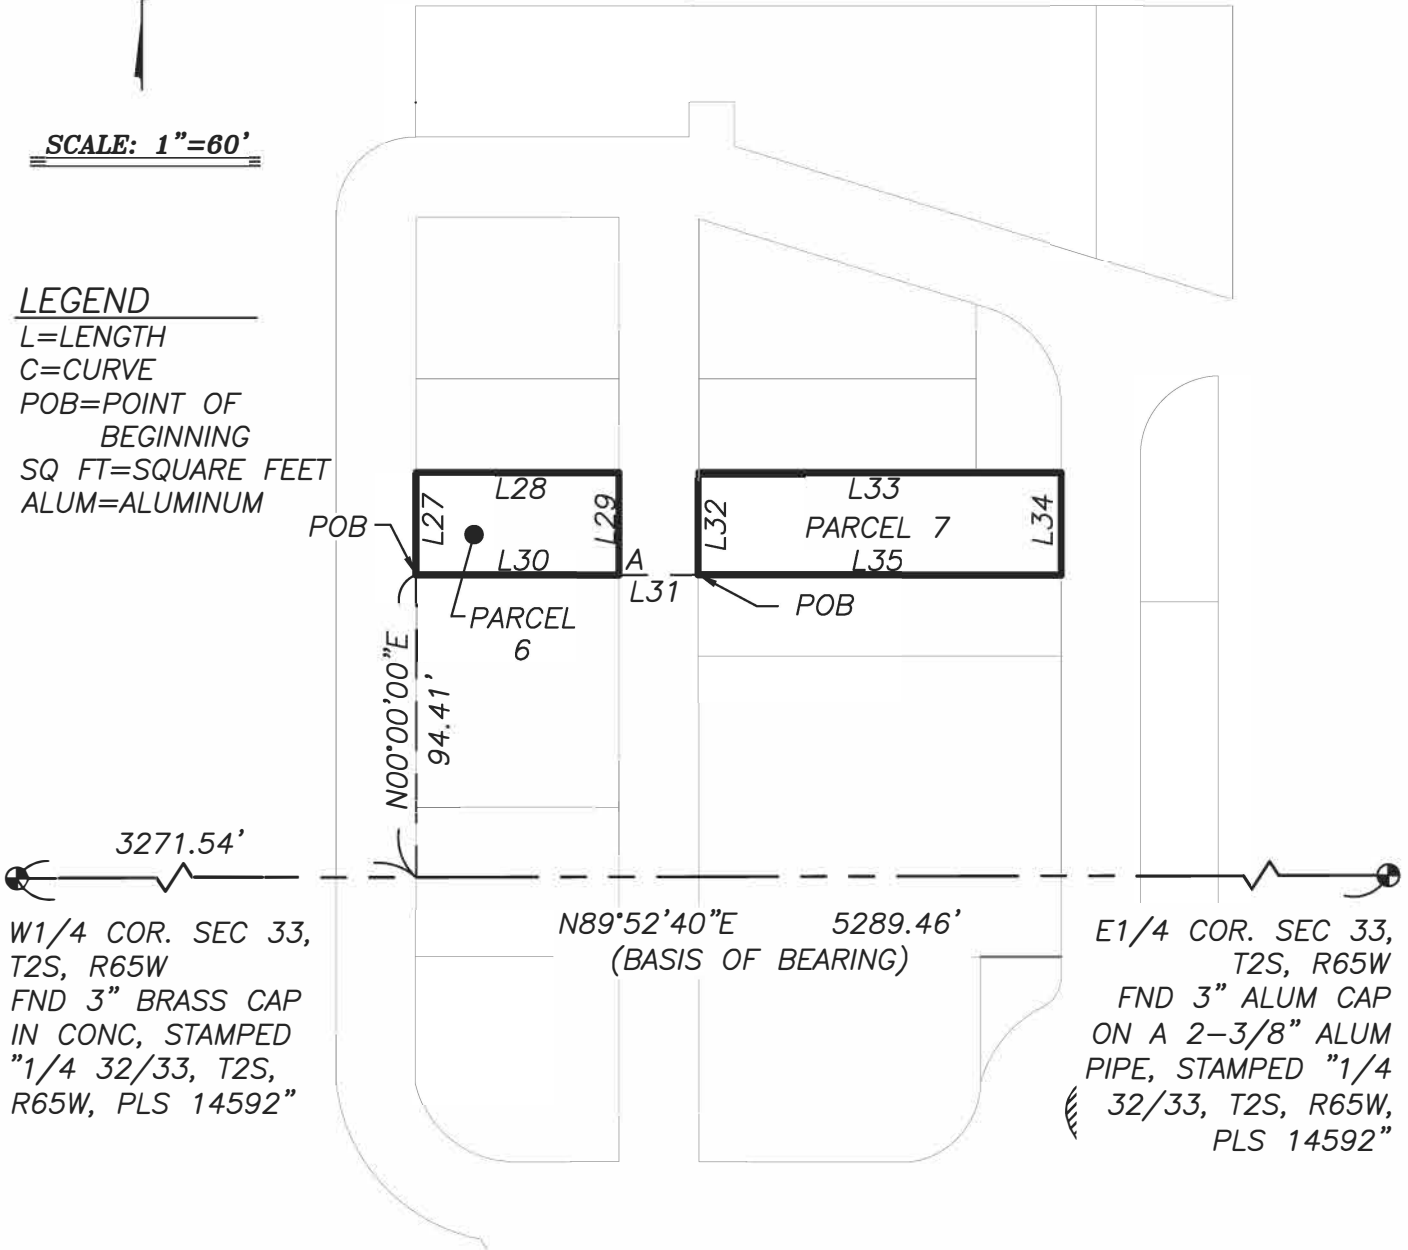 SCALE: 1"=60'
LEGEND
L=LENGTH
C=CURVE
POB=POINT OF
BEGINNING
SQ FT=SQUARE FEET
ALUM=ALUMINUM
L27
L28
L29
L30
POB
PARCEL
6
A
L31
L32
L33
L34
PARCEL 7
L35
POB
N00°00'00"E
94.41'
3271.54'
N89°52'40"E 5289.46'
(BASIS OF BEARING)
W1/4 COR. SEC 33,
T2S, R65W
FND 3" BRASS CAP
IN CONC, STAMPED
"1/4 32/33, T2S,
R65W, PLS 14592"
E1/4 COR. SEC 33,
T2S, R65W
FND 3" ALUM CAP
ON A 2-3/8" ALUM
PIPE, STAMPED "1/4
32/33, T2S, R65W,
PLS 14592"